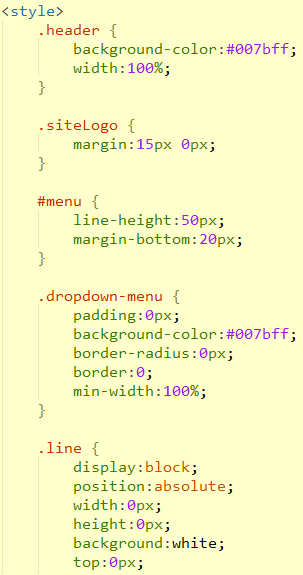 <style>
.header {
background-color:#007bff;
width:100%;
}
.siteLogo {
margin:15px 0px;
}
#menu {
line-height:50px;
margin-bottom:20px;
}
.dropdown-menu {
padding:0px;
background-color:#007bff;
border-radius:0px;
border:0;
min-width:100%;
}
.line {
display:block;
position:absolute;
width:0px;
height:0px;
background:white;
top:0px;